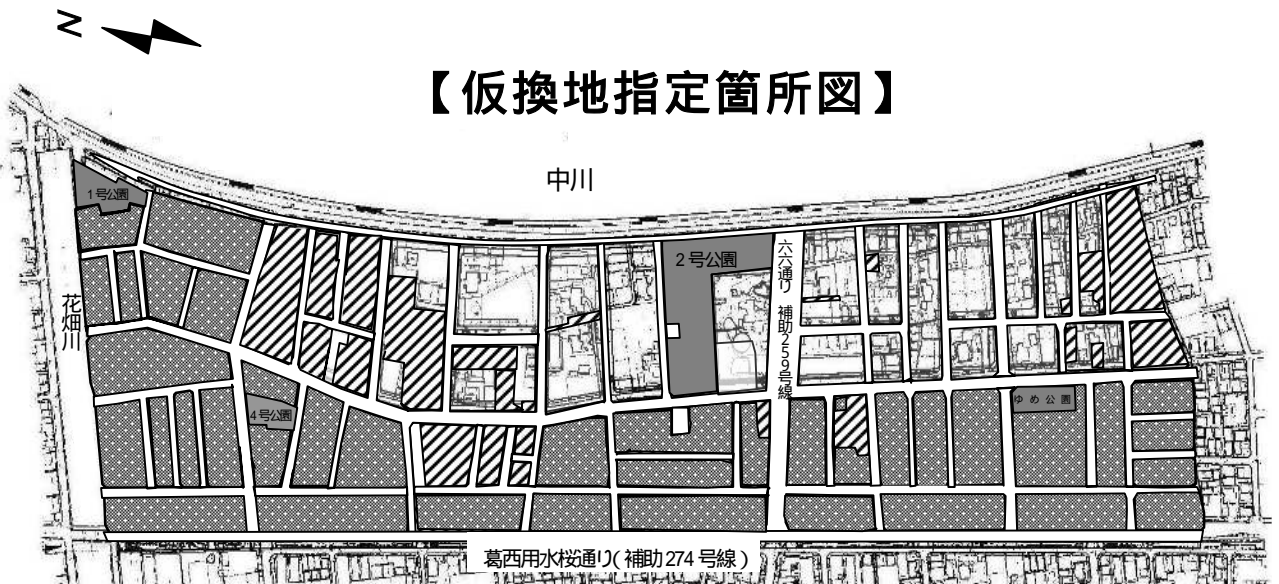 N
【仮換地指定箇所図】
中川
1号公園
2号公園
六六通り 補助259号線
花畑川
4号公園
ゆめ公園
葛西用水桜通り(補助274号線)